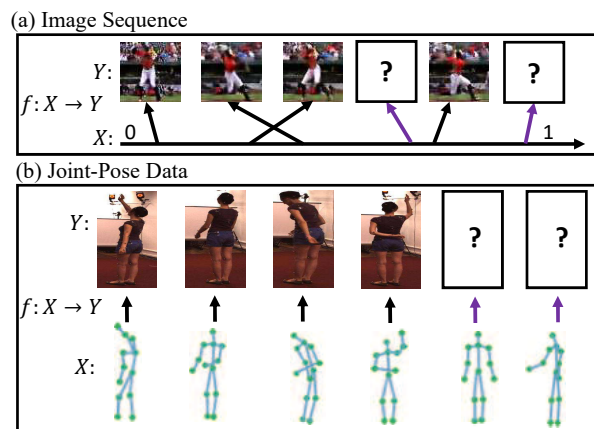 (a) Image Sequence
Y:
? ?
f: X → Y
X: 0 1
(b) Joint-Pose Data
Y:
? ?
f: X → Y
X: